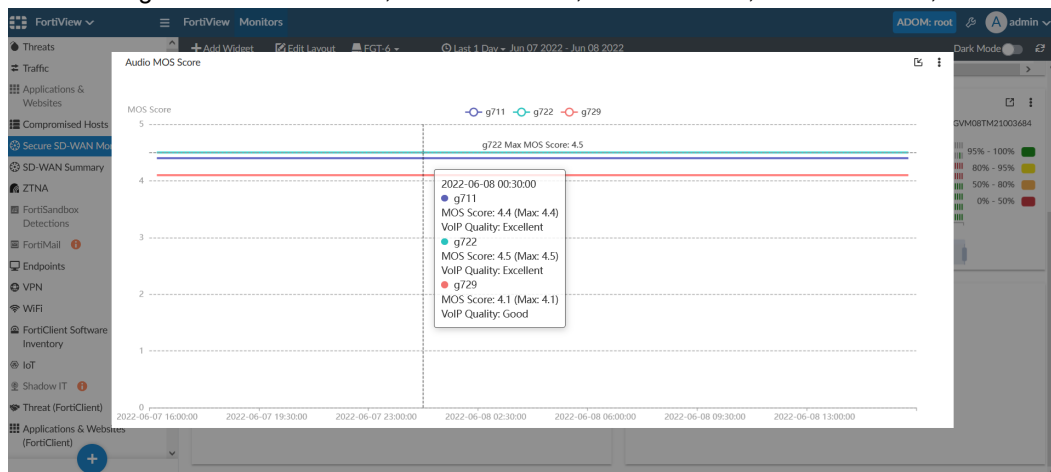 FortiView
FortiView Monitors
ADOM: root
A admin
Threats
Traffic
Applications &
Websites
Compromised Hosts
Secure SD-WAN Mo
SD-WAN Summary
ZTNA
FortiSandbox
Detections
FortiMail
Endpoints
VPN
WiFi
FortiClient Software
Inventory
IoT
Shadow IT
Threat (FortiClient)
Applications & Websites
(FortiClient)
+
+ Add Widget Edit Layout FGT-6 Last 1 Day Jun 07 2022 - Jun 08 2022
Dark Mode
Audio MOS Score
MOS Score
g711 g722 g729
g722 Max MOS Score: 4.5
5
4
3
2
1
0
2022-06-08 00:30:00
g711
MOS Score: 4.4 (Max: 4.4)
VoIP Quality: Excellent
g722
MOS Score: 4.5 (Max: 4.5)
VoIP Quality: Excellent
g729
MOS Score: 4.1 (Max: 4.1)
VoIP Quality: Good
2022-06-07 16:00:00 2022-06-07 19:30:00 2022-06-07 23:00:00 2022-06-08 02:30:00 2022-06-08 06:00:00 2022-06-08 09:30:00 2022-06-08 13:00:00
GVM08TM21003684
95% - 100%
80% - 95%
50% - 80%
0% - 50%